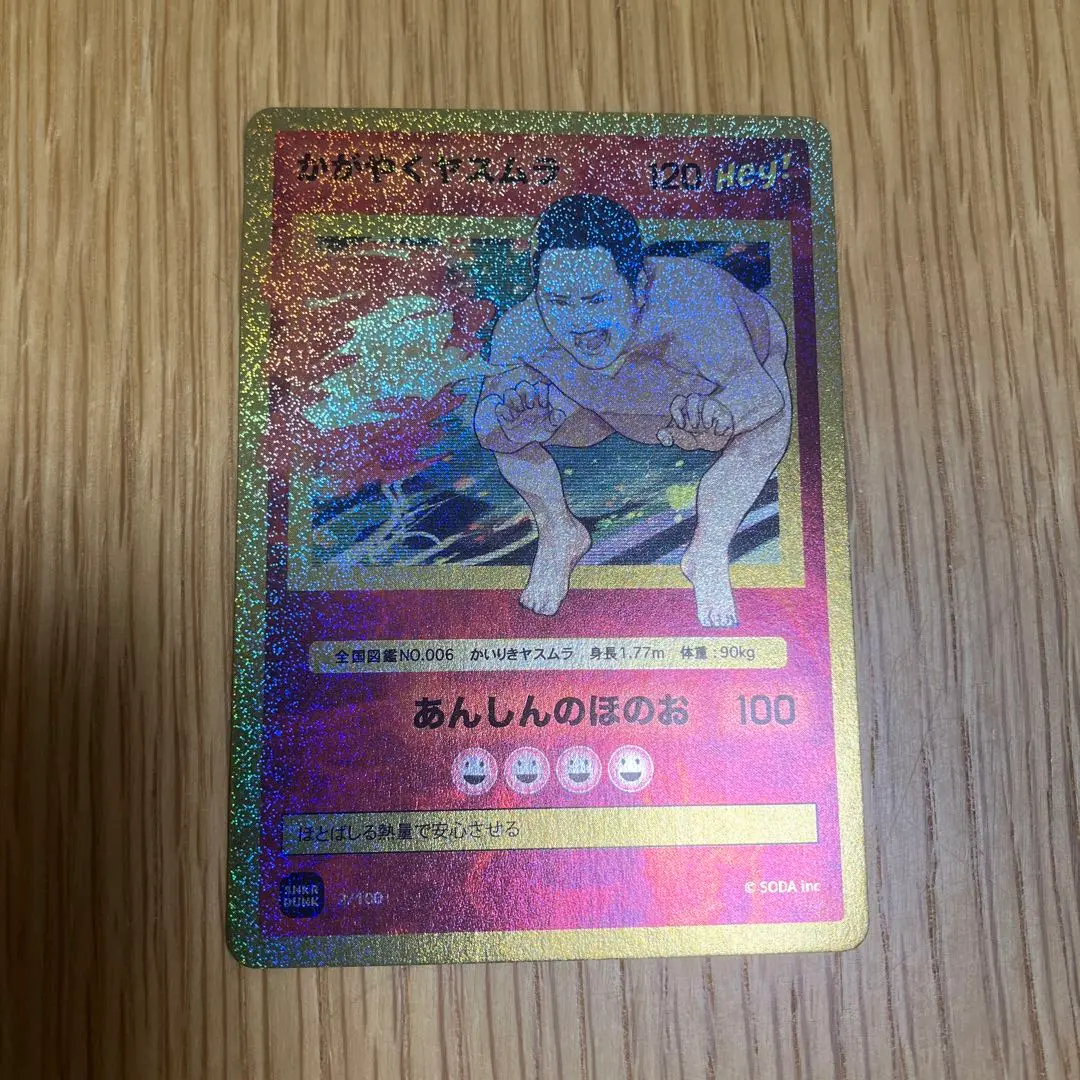 かがやくヤスムラ 120 Hey!
全国図鑑NO.006 かいりきヤスムラ 身長1.77m 体重:90kg
あんしんのほのお 100
ほとばしる熱量で安心させる
SNKR
DUNK
/100
© SODA inc